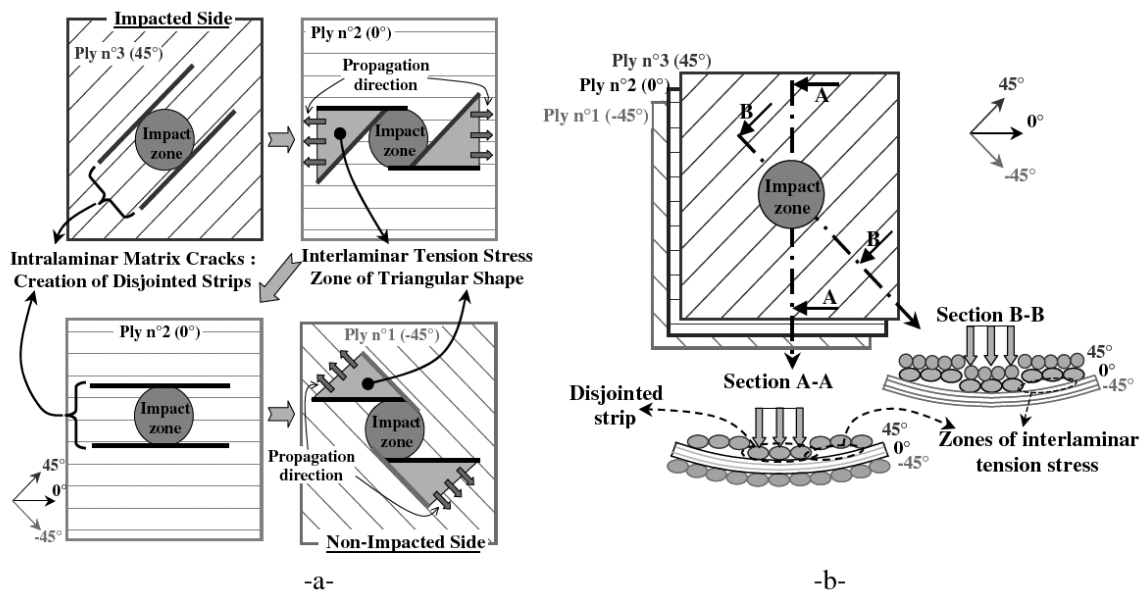 Impacted Side
Ply n°3 (45°)
Impact
zone
Ply n°2 (0°)
Propagation
direction
Impact
zone
Intralaminar Matrix Cracks :
Creation of Disjointed Strips
Interlaminar Tension Stress
Zone of Triangular Shape
Ply n°2 (0°)
Impact
zone
45°
0°
-45°
Ply n°1 (-45°)
Impact
zone
Propagation
direction
Non-Impacted Side
-a-
Ply n°3 (45°)
Ply n°2 (0°)
Ply n°1 (-45°)
A
B
Impact
zone
B
A
45°
0°
-45°
Section B-B
45°
0°
-45°
Section A-A
Disjointed
strip
45°
0°
-45°
Zones of interlaminar
tension stress
-b-